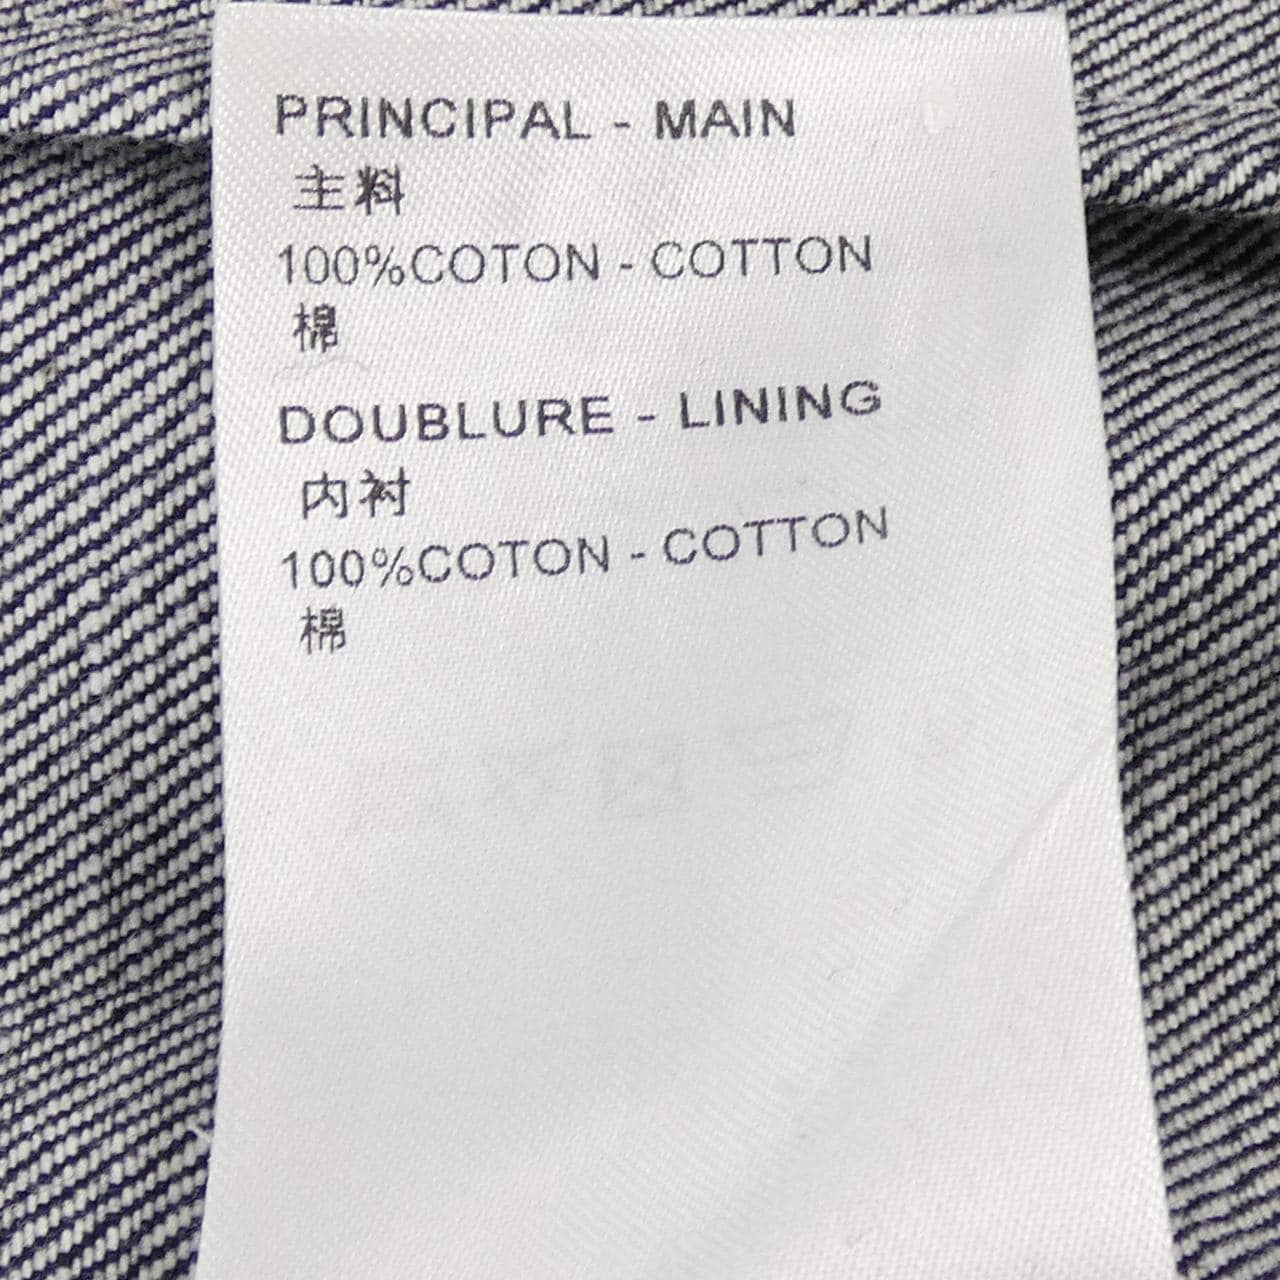 PRINCIPAL - MAIN
主料
100%COTON - COTTON
棉
DOUBLURE - LINING
内衬
100%COTON - COTTON
棉